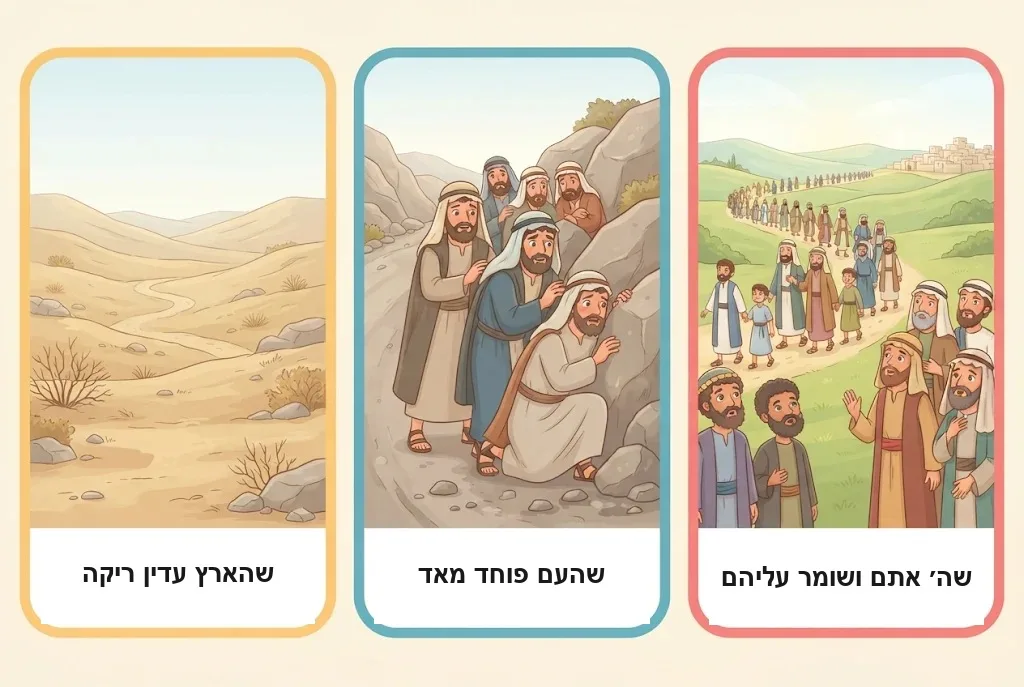 שה׳ אתם ושומר עליהם
שהעם פוחד מאד
שהארץ עדין ריקה